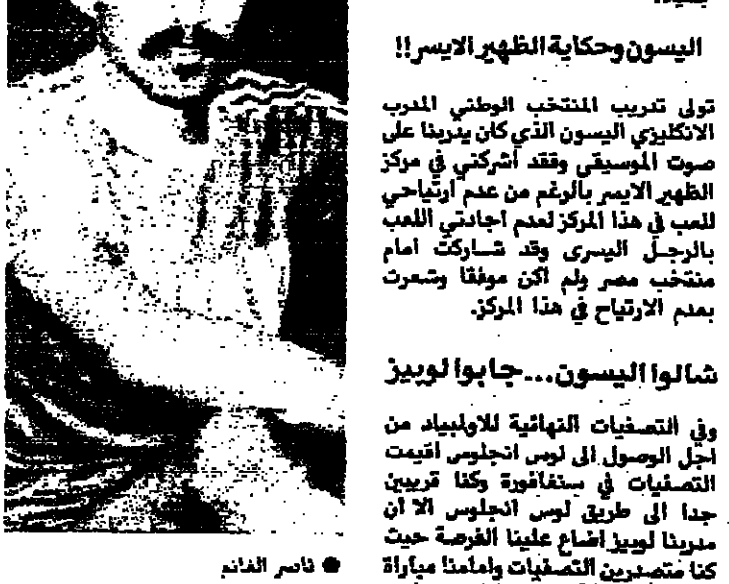 اليسون وحكاية الظهير الايسر!!
تولى تدريب المنتخب الوطني المدرب
الانكليزي اليسون الذي كان يدربنا على
صوت الموسيقى وفقد اشركني في مركز
الظهير الايسر بالرغم من عدم ارتياحي
للعب في هذا المركز لعدم اجادتي اللعب
بالرجل اليسرى وقد شاركت امام
منتخب مصر ولم اكن موفقا وشعرت
بعدم الارتياح في هذا المركز.
شالوا اليسون...جابوا لوبيز
وفي التصفيات النهائية للاولبياد من
اجل الوصول الى لوس انجلوس اقيمت
التصفيات في سنغافورة وكنا قريبين
جدا الى طريق لوس انجلوس الا أن
مدربنا لوبيز اضاع علينا الفرصة حيث
كنا متصدرين التصفيات وامامنا مباراة
● ناصر الغانم